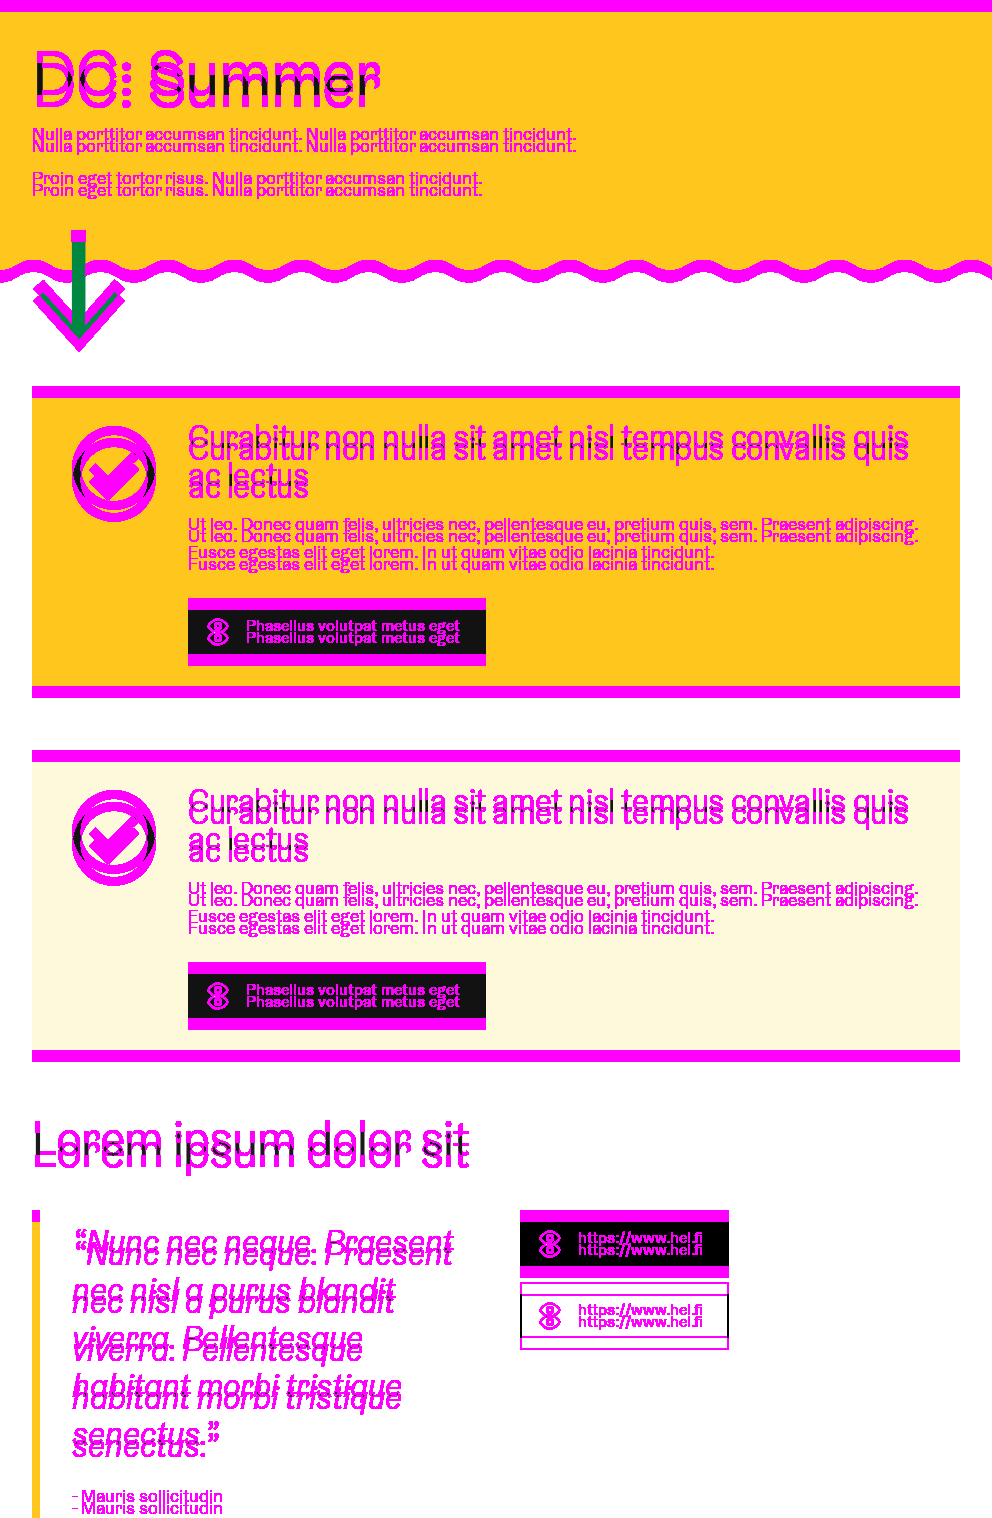 DC: Summer
Nulla porttitor accumsan tincidunt. Nulla porttitor accumsan tincidunt.
Proin eget tortor risus. Nulla porttitor accumsan tincidunt.
Curabitur non nulla sit amet nisl tempus convallis quis
ac lectus
Ut leo. Donec quam felis, ultricies nec, pellentesque eu, pretium quis, sem. Praesent adipiscing.
Fusce egestas elit eget lorem. In ut quam vitae odio lacinia tincidunt.
Phasellus volutpat metus eget
Curabitur non nulla sit amet nisl tempus convallis quis
ac lectus
Ut leo. Donec quam felis, ultricies nec, pellentesque eu, pretium quis, sem. Praesent adipiscing.
Fusce egestas elit eget lorem. In ut quam vitae odio lacinia tincidunt.
Phasellus volutpat metus eget
Lorem ipsum dolor sit
“Nunc nec neque. Praesent
nec nisl a purus blandit
viverra. Pellentesque
habitant morbi tristique
senectus.”
- Mauris sollicitudin
https://www.hel.fi
https://www.hel.fi